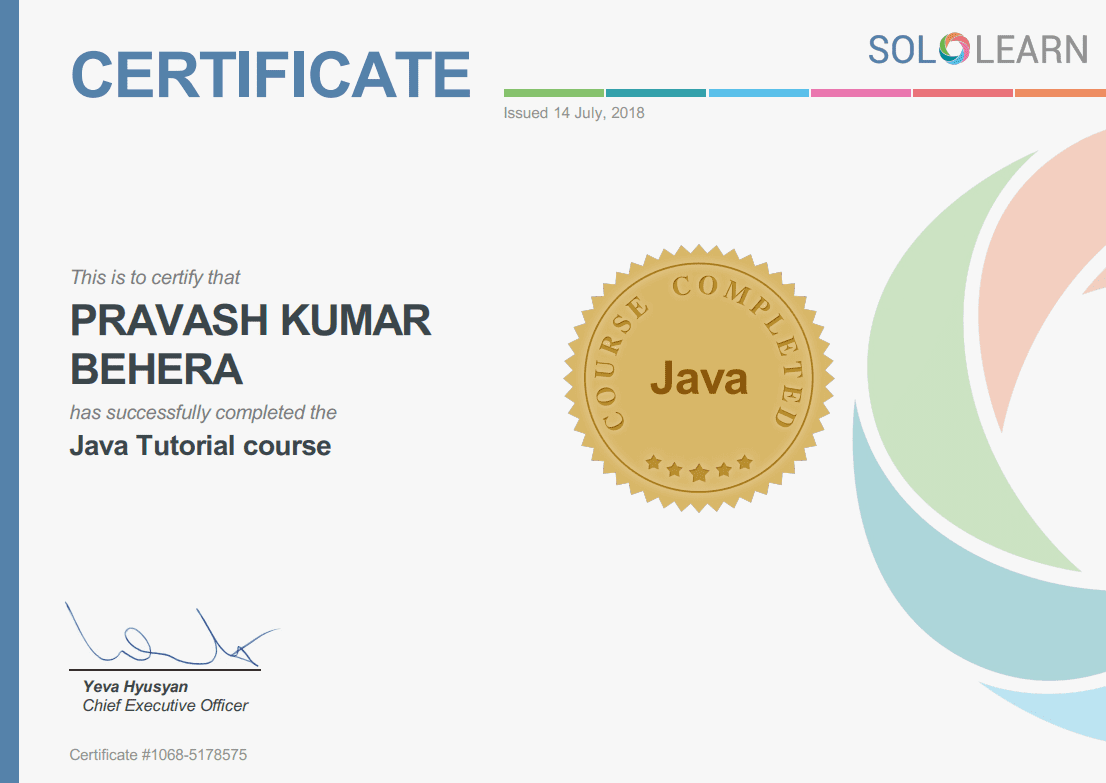 CERTIFICATE
SOLOLEARN
Issued 14 July, 2018
This is to certify that
PRAVASH KUMAR
BEHERA
has successfully completed the
Java Tutorial course
COURSE COMPLETED
Java
Yeva Hyusyan
Chief Executive Officer
Certificate #1068-5178575